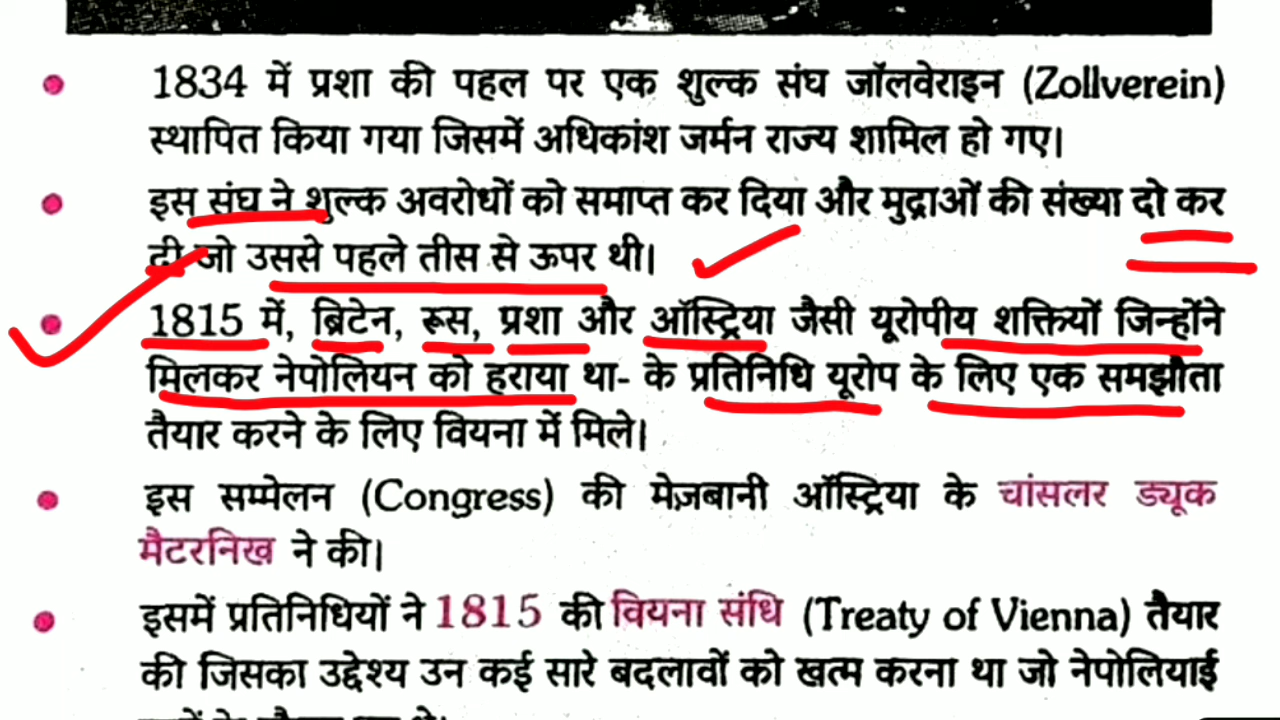 1834 में प्रशा की पहल पर एक शुल्क संघ जॉलवेराइन (Zollverein)
स्थापित किया गया जिसमें अधिकांश जर्मन राज्य शामिल हो गए।
इस संघ ने शुल्क अवरोधों को समाप्त कर दिया और मुद्राओं की संख्या दो कर
दी जो उससे पहले तीस से ऊपर थी।
1815 में, ब्रिटेन, रूस, प्रशा और ऑस्ट्रिया जैसी यूरोपीय शक्तियों जिन्होंने
मिलकर नेपोलियन को हराया था- के प्रतिनिधि यूरोप के लिए एक समझौता
तैयार करने के लिए वियना में मिले।
इस सम्मेलन (Congress) की मेज़बानी ऑस्ट्रिया के चांसलर ड्यूक
मैटरनिख ने की।
इसमें प्रतिनिधियों ने 1815 की वियना संधि (Treaty of Vienna) तैयार
की जिसका उद्देश्य उन कई सारे बदलावों को खत्म करना था जो नेपोलियाई